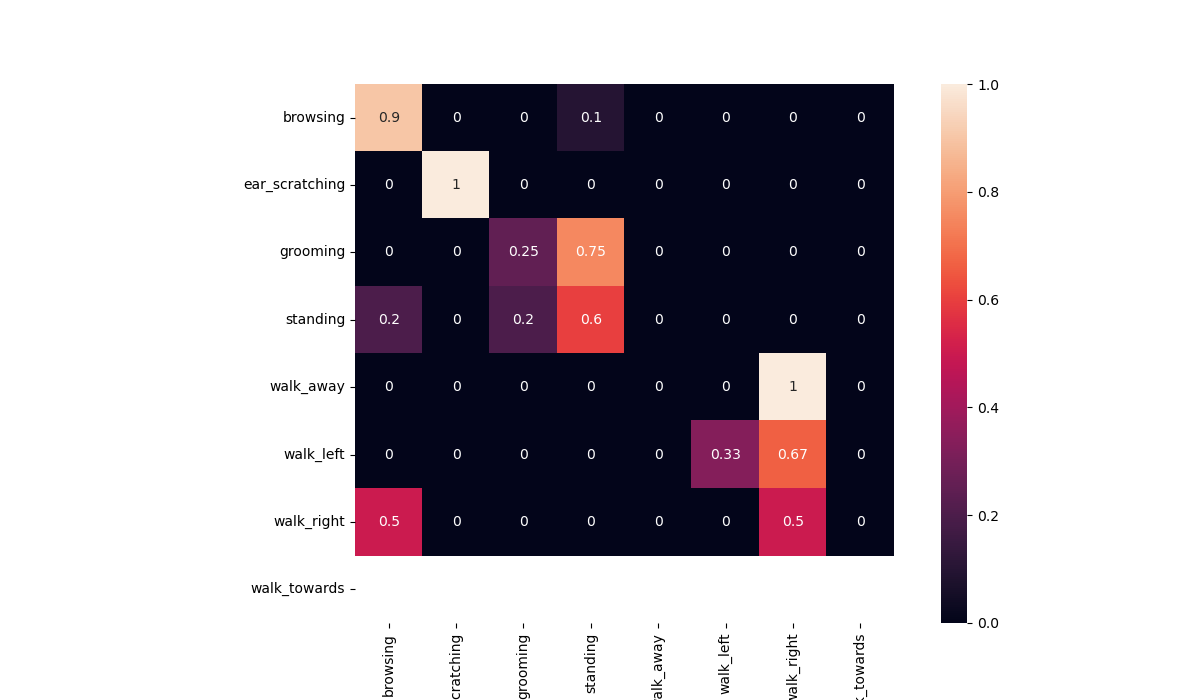 browsing 0.9 0 0 0.1 0 0 0 0 1.0
ear_scratching 0 1 0 0 0 0 0 0 0.8
grooming 0 0 0.25 0.75 0 0 0 0
standing 0.2 0 0.2 0.6 0 0 0 0 0.6
walk_away 0 0 0 0 0 0 1 0 0.4
walk_left 0 0 0 0 0 0.33 0.67 0
walk_right 0.5 0 0 0 0 0 0.5 0 0.2
walk_towards 0.0
browsing cratching grooming standing alk_away walk_left walk_right _towards